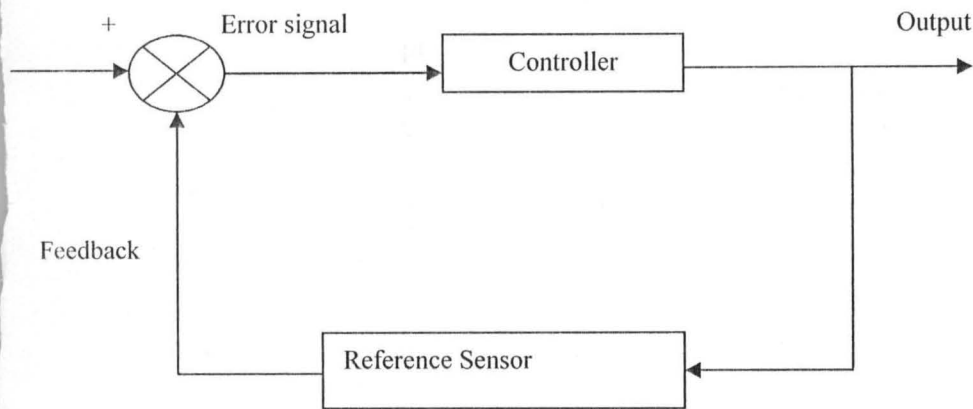 +
Error signal
Output
Controller
Feedback
Reference Sensor